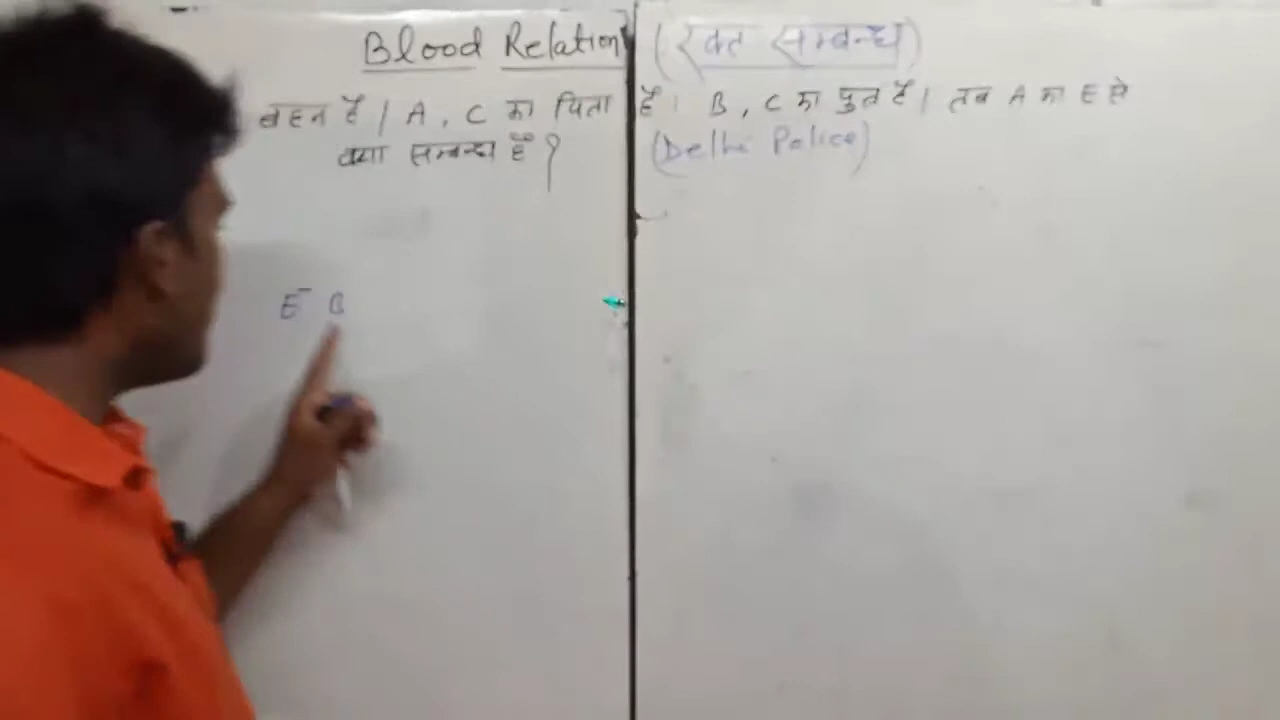 Blood Relation (रक्त सम्बन्ध)
बहन है। A, C का पिता है। B, C का पुत्र है। तब A का E से
क्या सम्बन्ध है? (Delhi Police)
E⁻ B